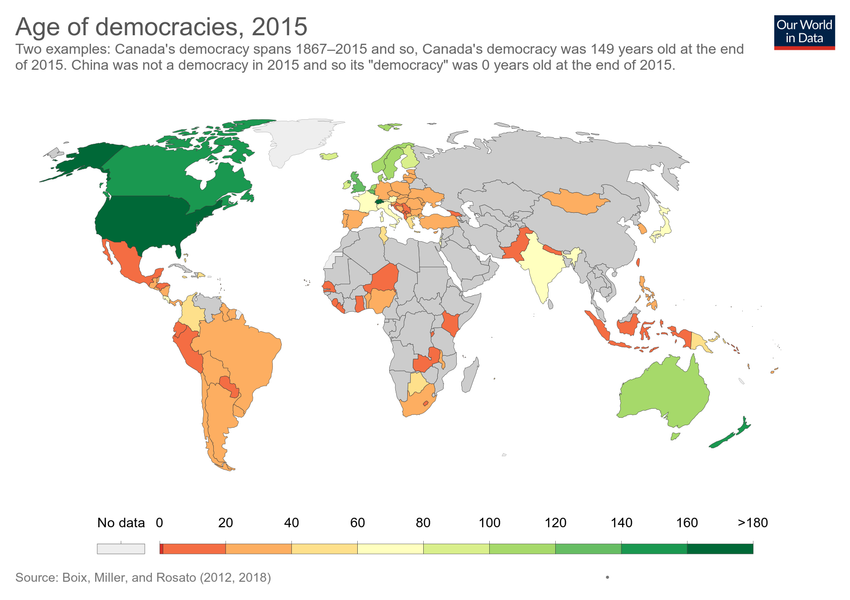 Age of democracies, 2015
Our World
in Data
Two examples: Canada's democracy spans 1867–2015 and so, Canada's democracy was 149 years old at the end
of 2015. China was not a democracy in 2015 and so its "democracy" was 0 years old at the end of 2015.
No data 0 20 40 60 80 100 120 140 160 >180
Source: Boix, Miller, and Rosato (2012, 2018)